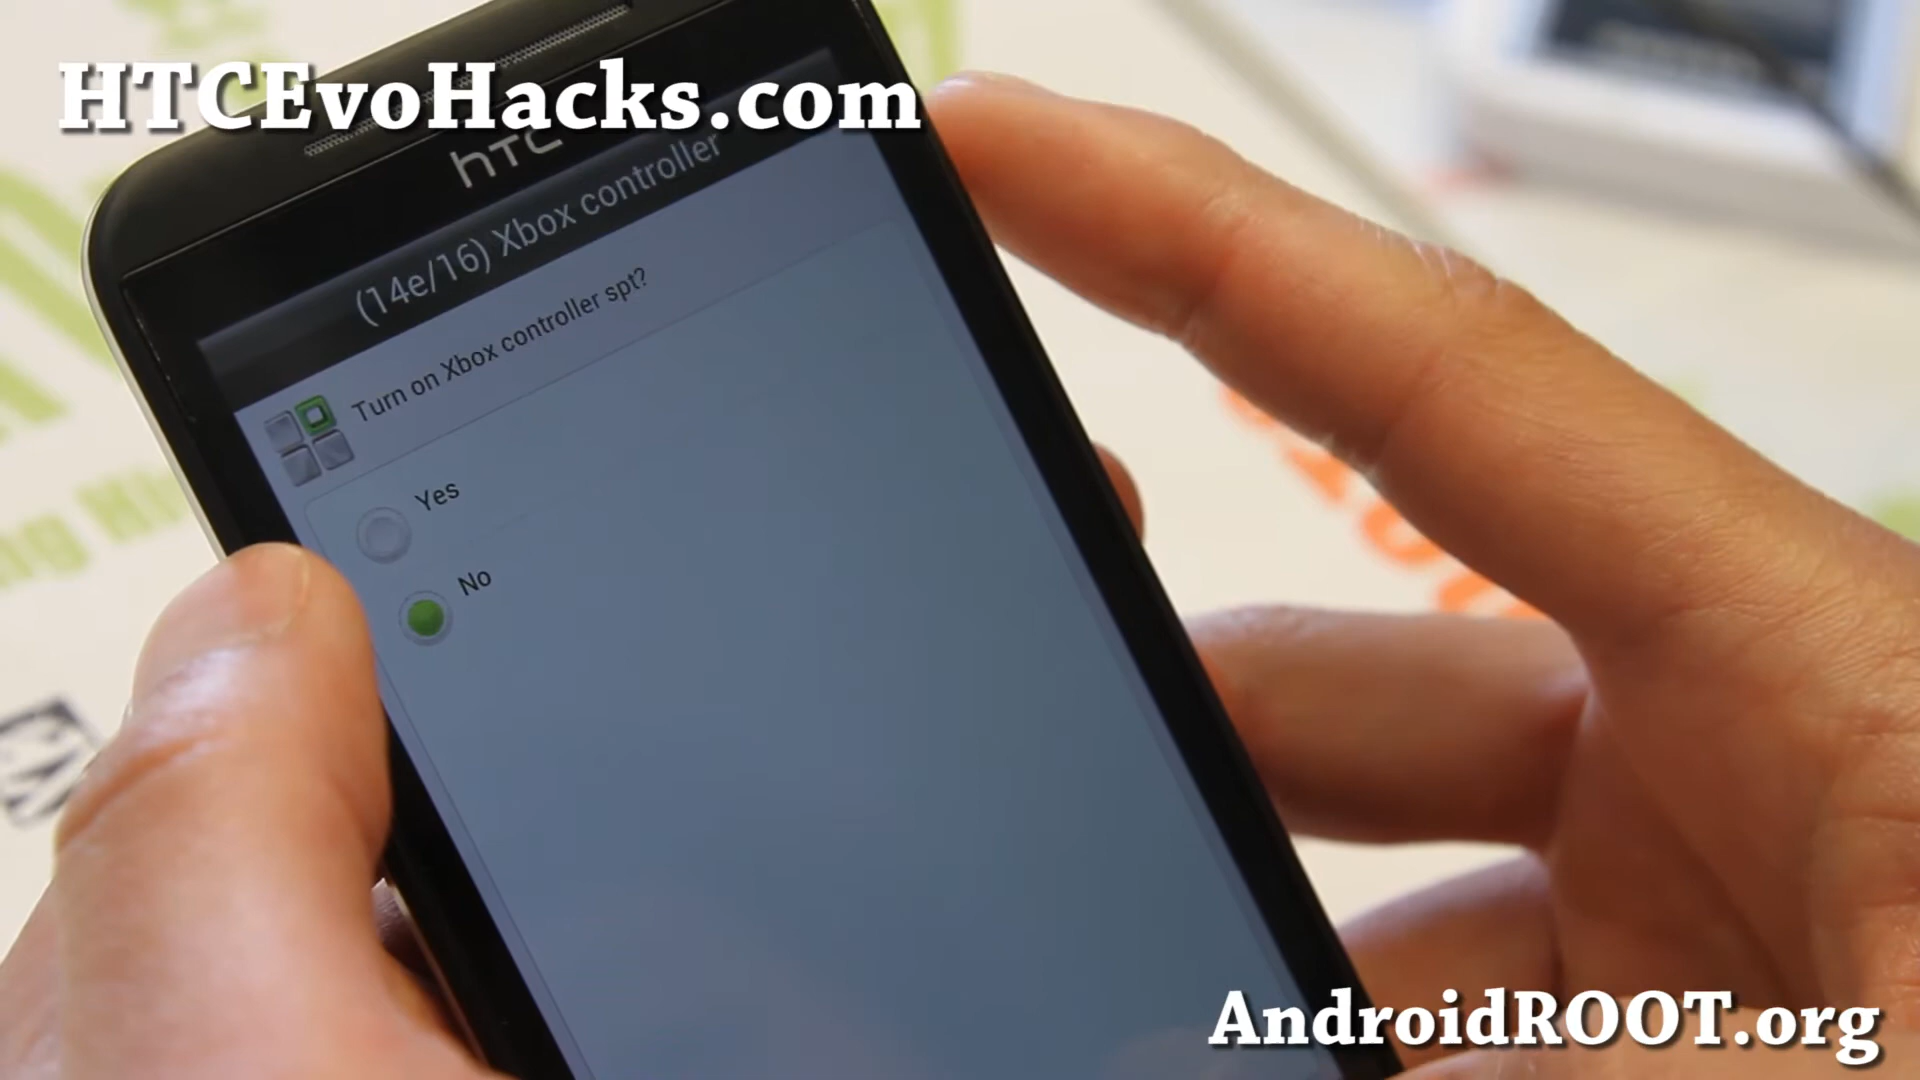 HTCEvoHacks.com
hTC
(14e/16) Xbox controller
Turn on Xbox controller spt?
Yes
No
AndroidROOT.org